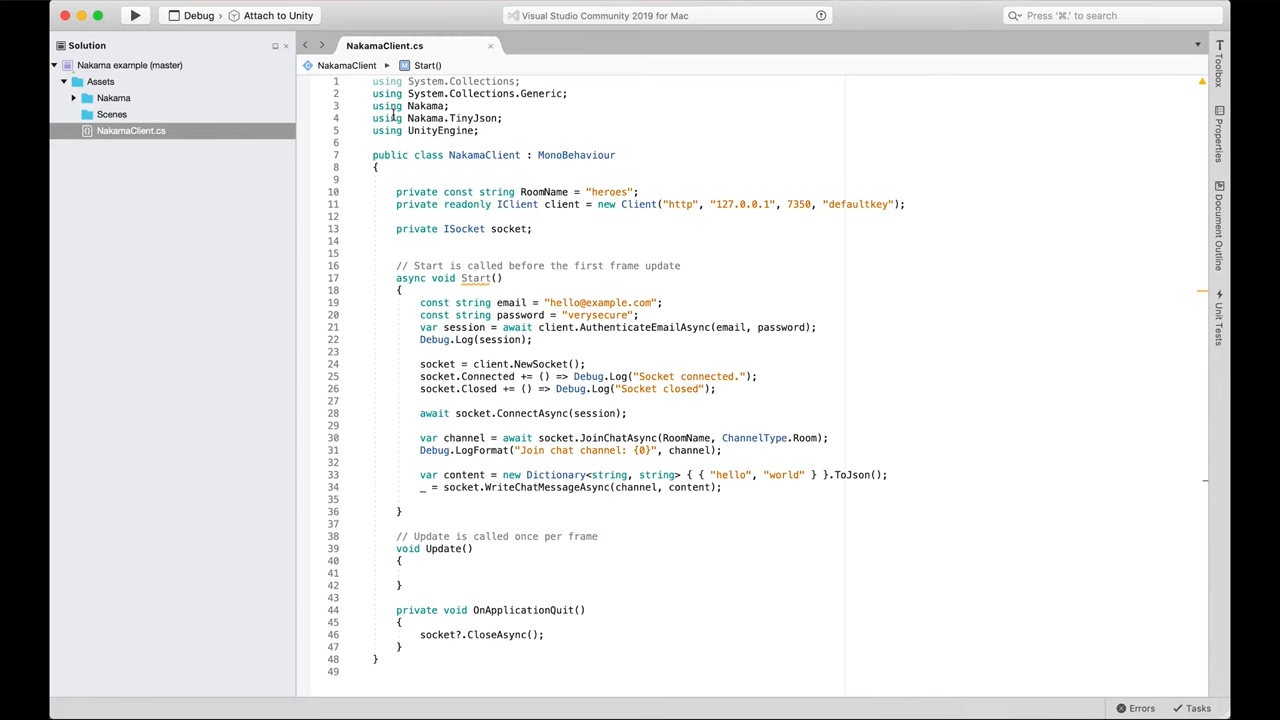 Debug › Attach to Unity
Visual Studio Community 2019 for Mac
Press '⌘.' to search
Solution
Nakama example (master)
Assets
Nakama
Scenes
NakamaClient.cs
NakamaClient.cs
NakamaClient ▸ Start()
1 using System.Collections;
2 using System.Collections.Generic;
3 using Nakama;
4 using Nakama.TinyJson;
5 using UnityEngine;
6
7 public class NakamaClient : MonoBehaviour
8 {
9
10 private const string RoomName = "heroes";
11 private readonly IClient client = new Client("http", "127.0.0.1", 7350, "defaultkey");
12
13 private ISocket socket;
14
15
16 // Start is called before the first frame update
17 async void Start()
18 {
19 const string email = "hello@example.com";
20 const string password = "verysecure";
21 var session = await client.AuthenticateEmailAsync(email, password);
22 Debug.Log(session);
23
24 socket = client.NewSocket();
25 socket.Connected += () => Debug.Log("Socket connected.");
26 socket.Closed += () => Debug.Log("Socket closed");
27
28 await socket.ConnectAsync(session);
29
30 var channel = await socket.JoinChatAsync(RoomName, ChannelType.Room);
31 Debug.LogFormat("Join chat channel: {0}", channel);
32
33 var content = new Dictionary<string, string> { { "hello", "world" } }.ToJson();
34 _ = socket.WriteChatMessageAsync(channel, content);
35
36 }
37
38 // Update is called once per frame
39 void Update()
40 {
41
42 }
43
44 private void OnApplicationQuit()
45 {
46 socket?.CloseAsync();
47 }
48 }
49
Toolbox
Properties
Document Outline
Unit Tests
Errors
Tasks